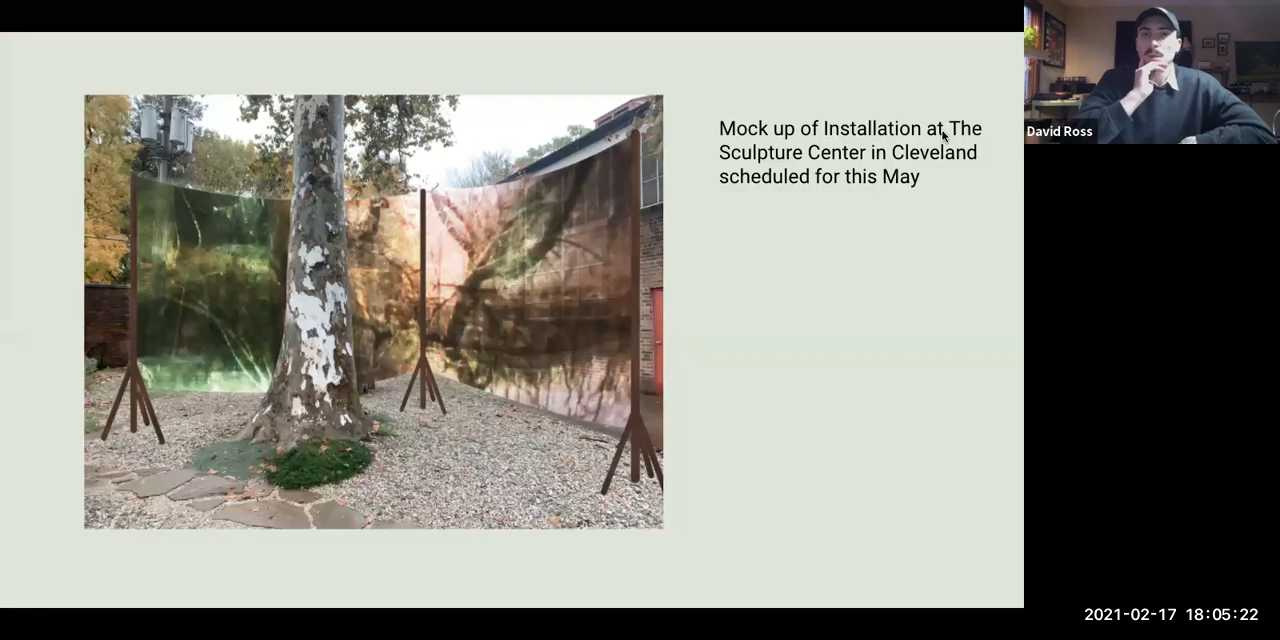 Mock up of Installation at The
Sculpture Center in Cleveland
scheduled for this May
David Ross
2021-02-17 18:05:22